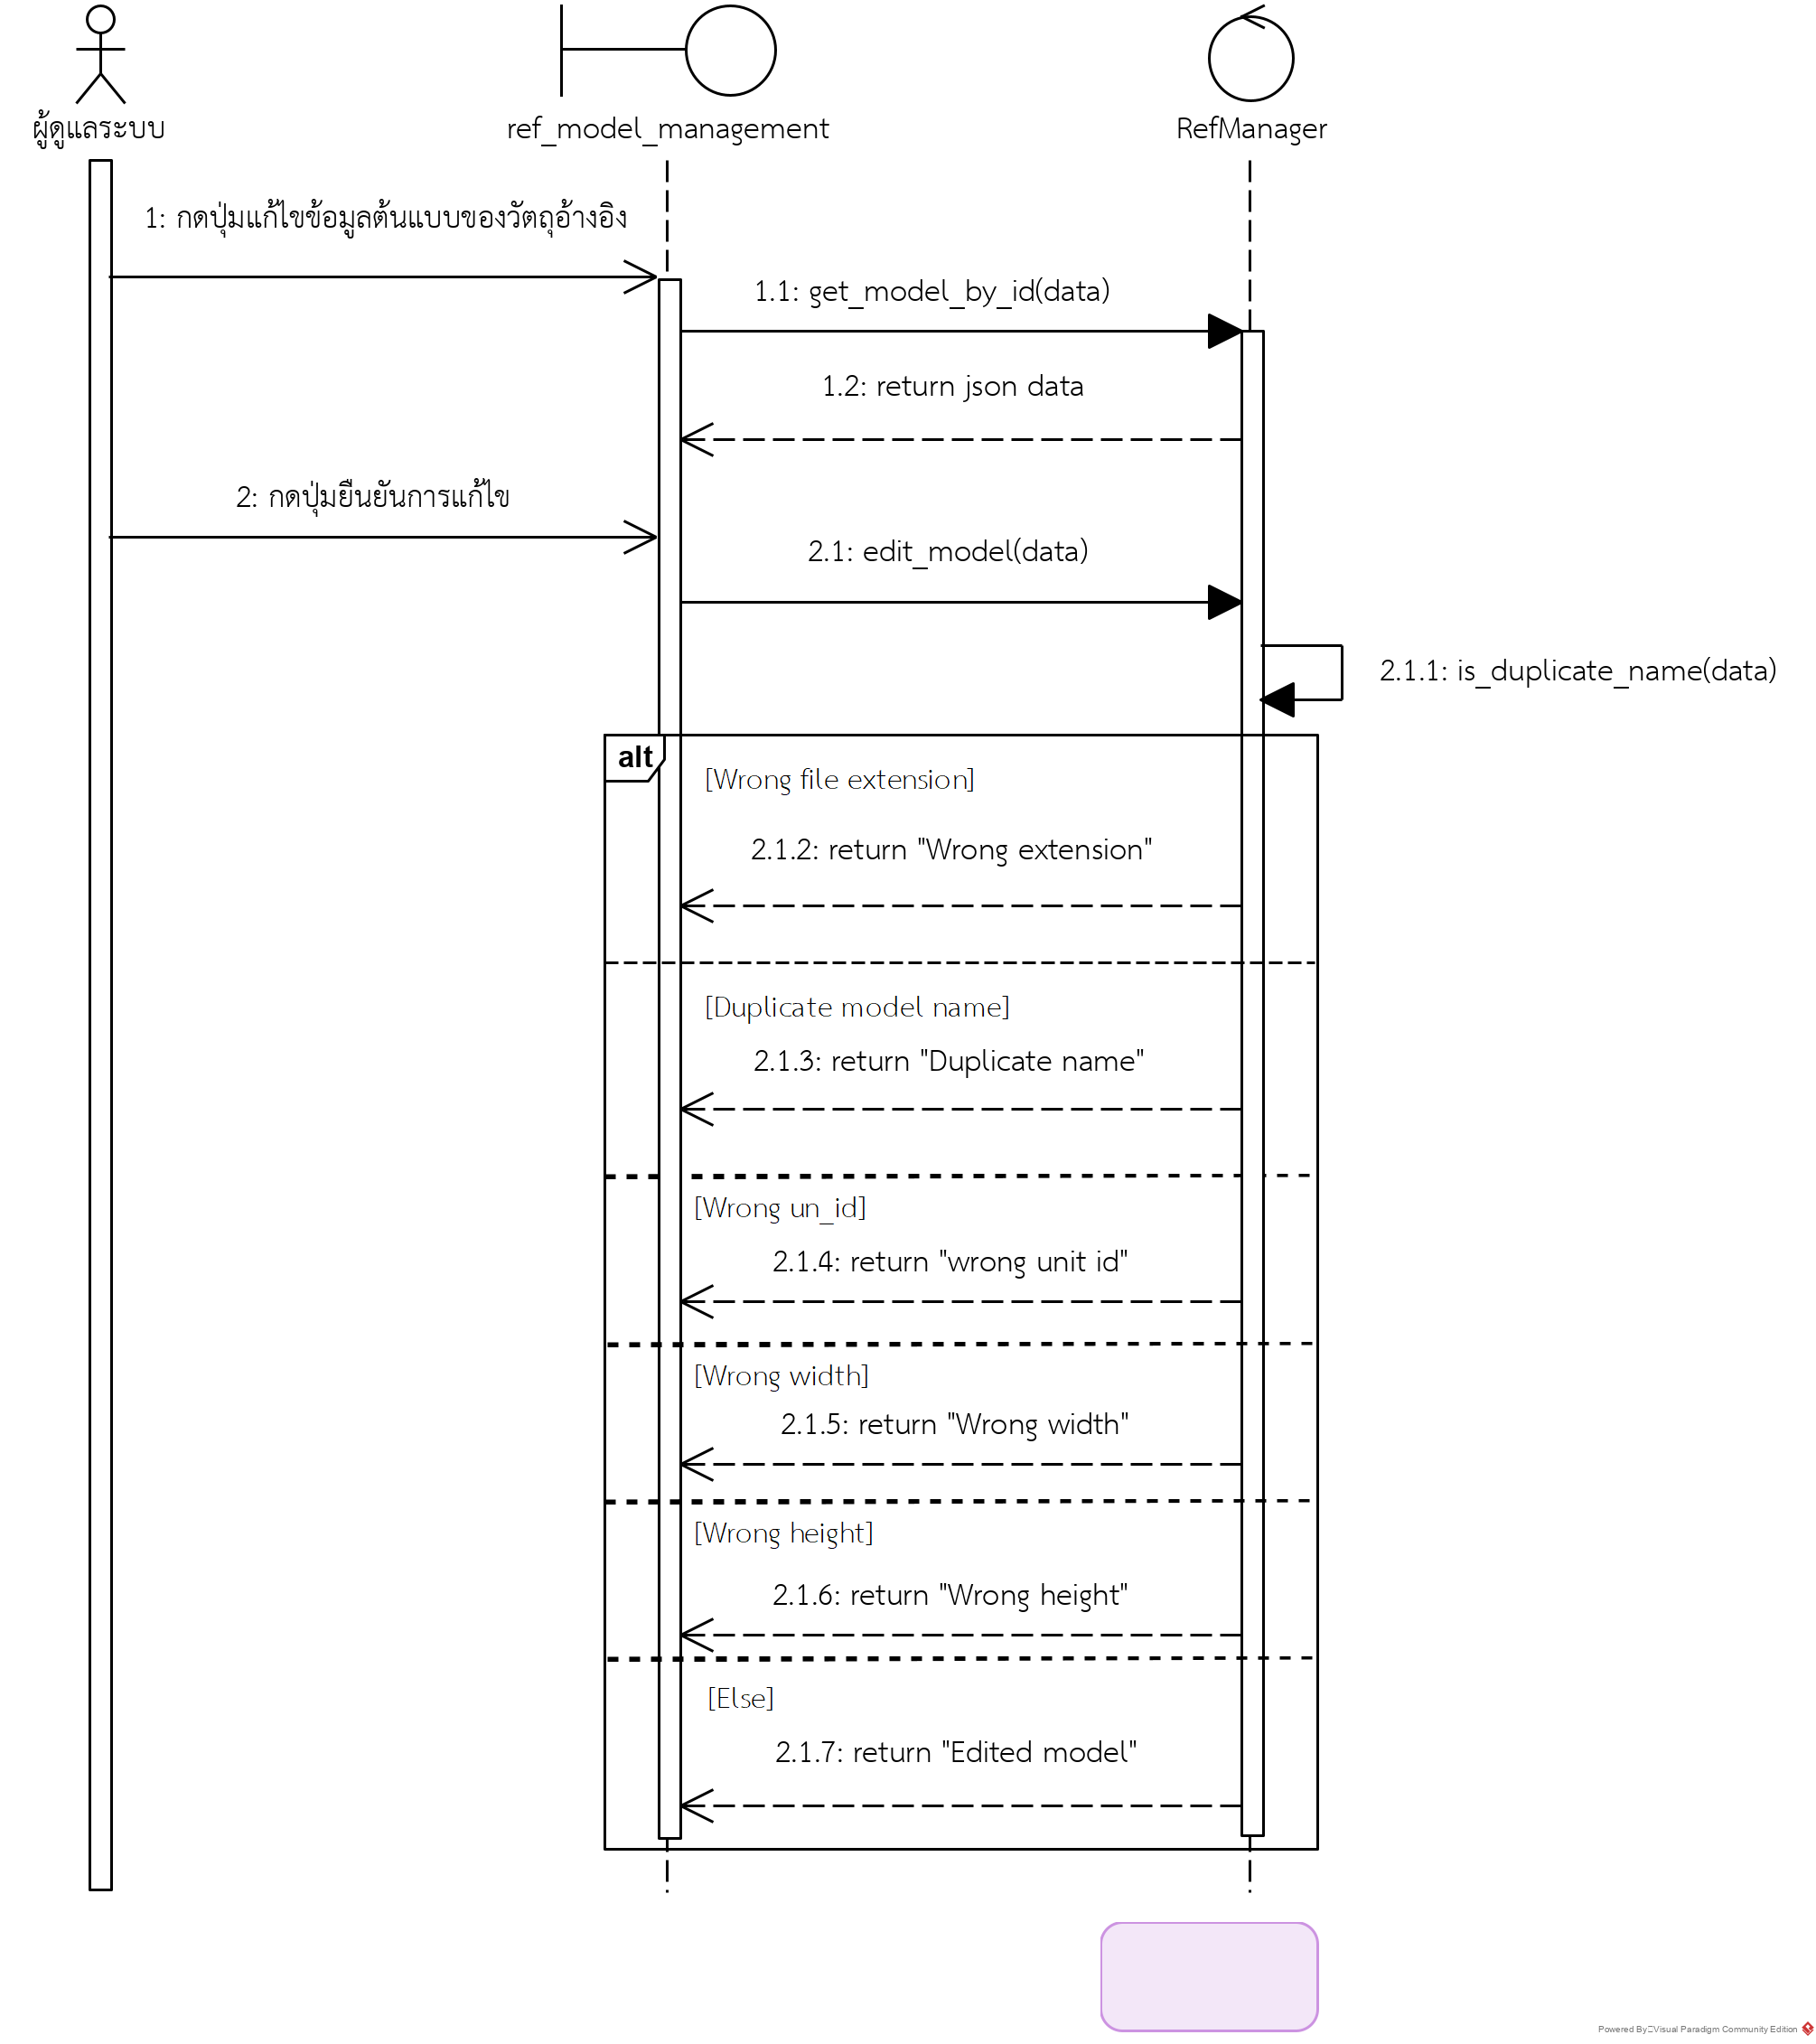 ผู้ดูแลระบบ
ref_model_management
RefManager
1: กดปุ่มแก้ไขข้อมูลต้นแบบของวัตถุอ้างอิง
1.1: get_model_by_id(data)
1.2: return json data
2: กดปุ่มยืนยันการแก้ไข
2.1: edit_model(data)
2.1.1: is_duplicate_name(data)
alt
[Wrong file extension]
2.1.2: return "Wrong extension"
[Duplicate model name]
2.1.3: return "Duplicate name"
[Wrong un_id]
2.1.4: return "wrong unit id"
[Wrong width]
2.1.5: return "Wrong width"
[Wrong height]
2.1.6: return "Wrong height"
[Else]
2.1.7: return "Edited model"
Powered By Visual Paradigm Community Edition